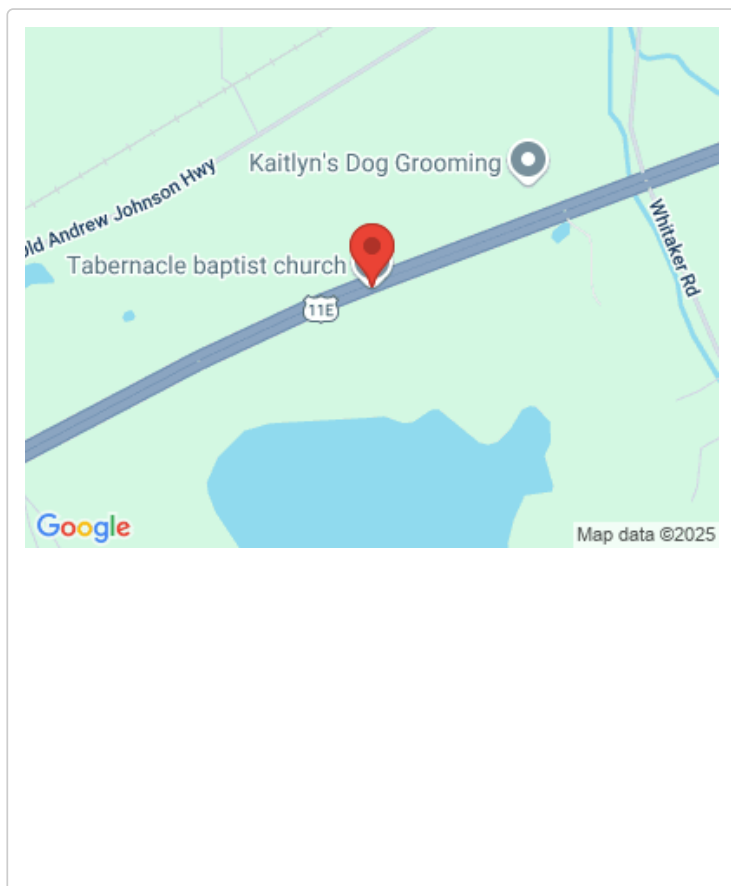 Kaitlyn's Dog Grooming
Old Andrew Johnson Hwy
Whitaker Rd
Tabernacle baptist church
11E
Google
Map data ©2025